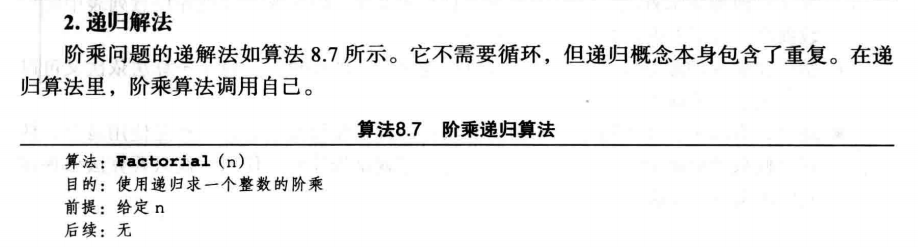 2. 递归解法
阶乘问题的递解法如算法 8.7 所示。它不需要循环，但递归概念本身包含了重复。在递
归算法里，阶乘算法调用自己。
算法8.7 阶乘递归算法
算法：Factorial (n)
目的：使用递归求一个整数的阶乘
前提：给定 n
后续：无